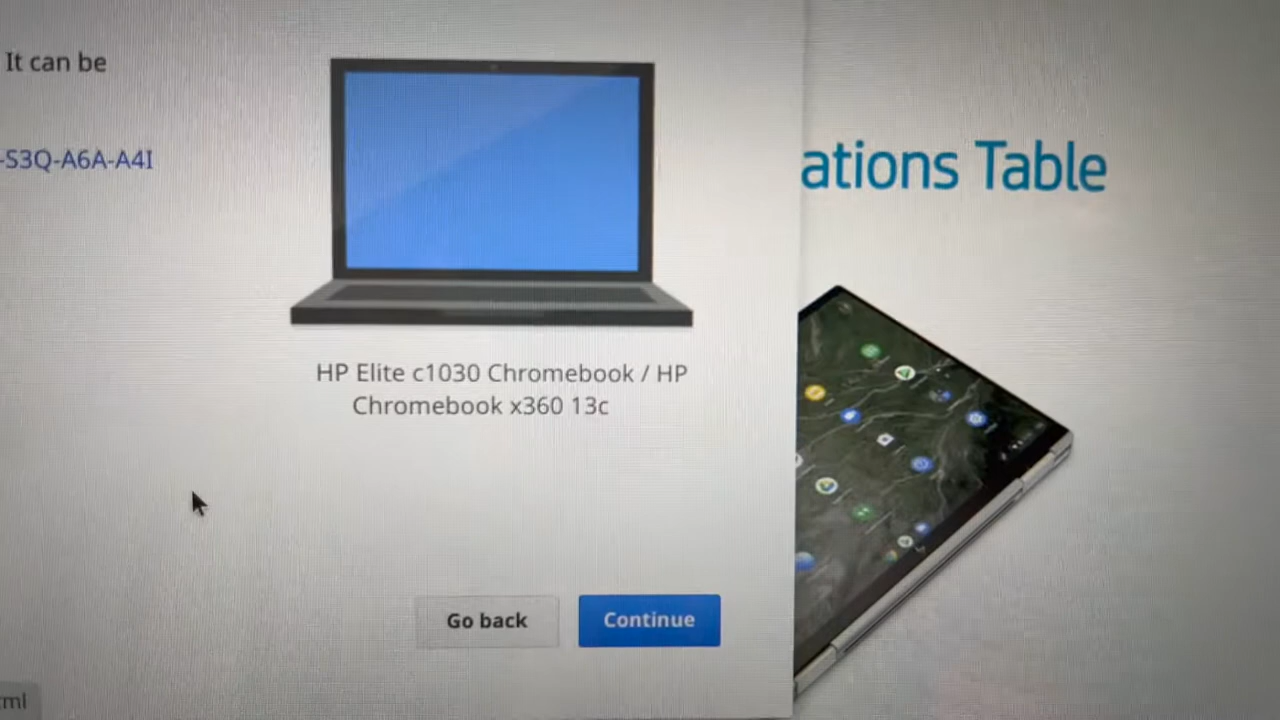 It can be
-S3Q-A6A-A4I
ations Table
HP Elite c1030 Chromebook / HP
Chromebook x360 13c
Go back
Continue
ml